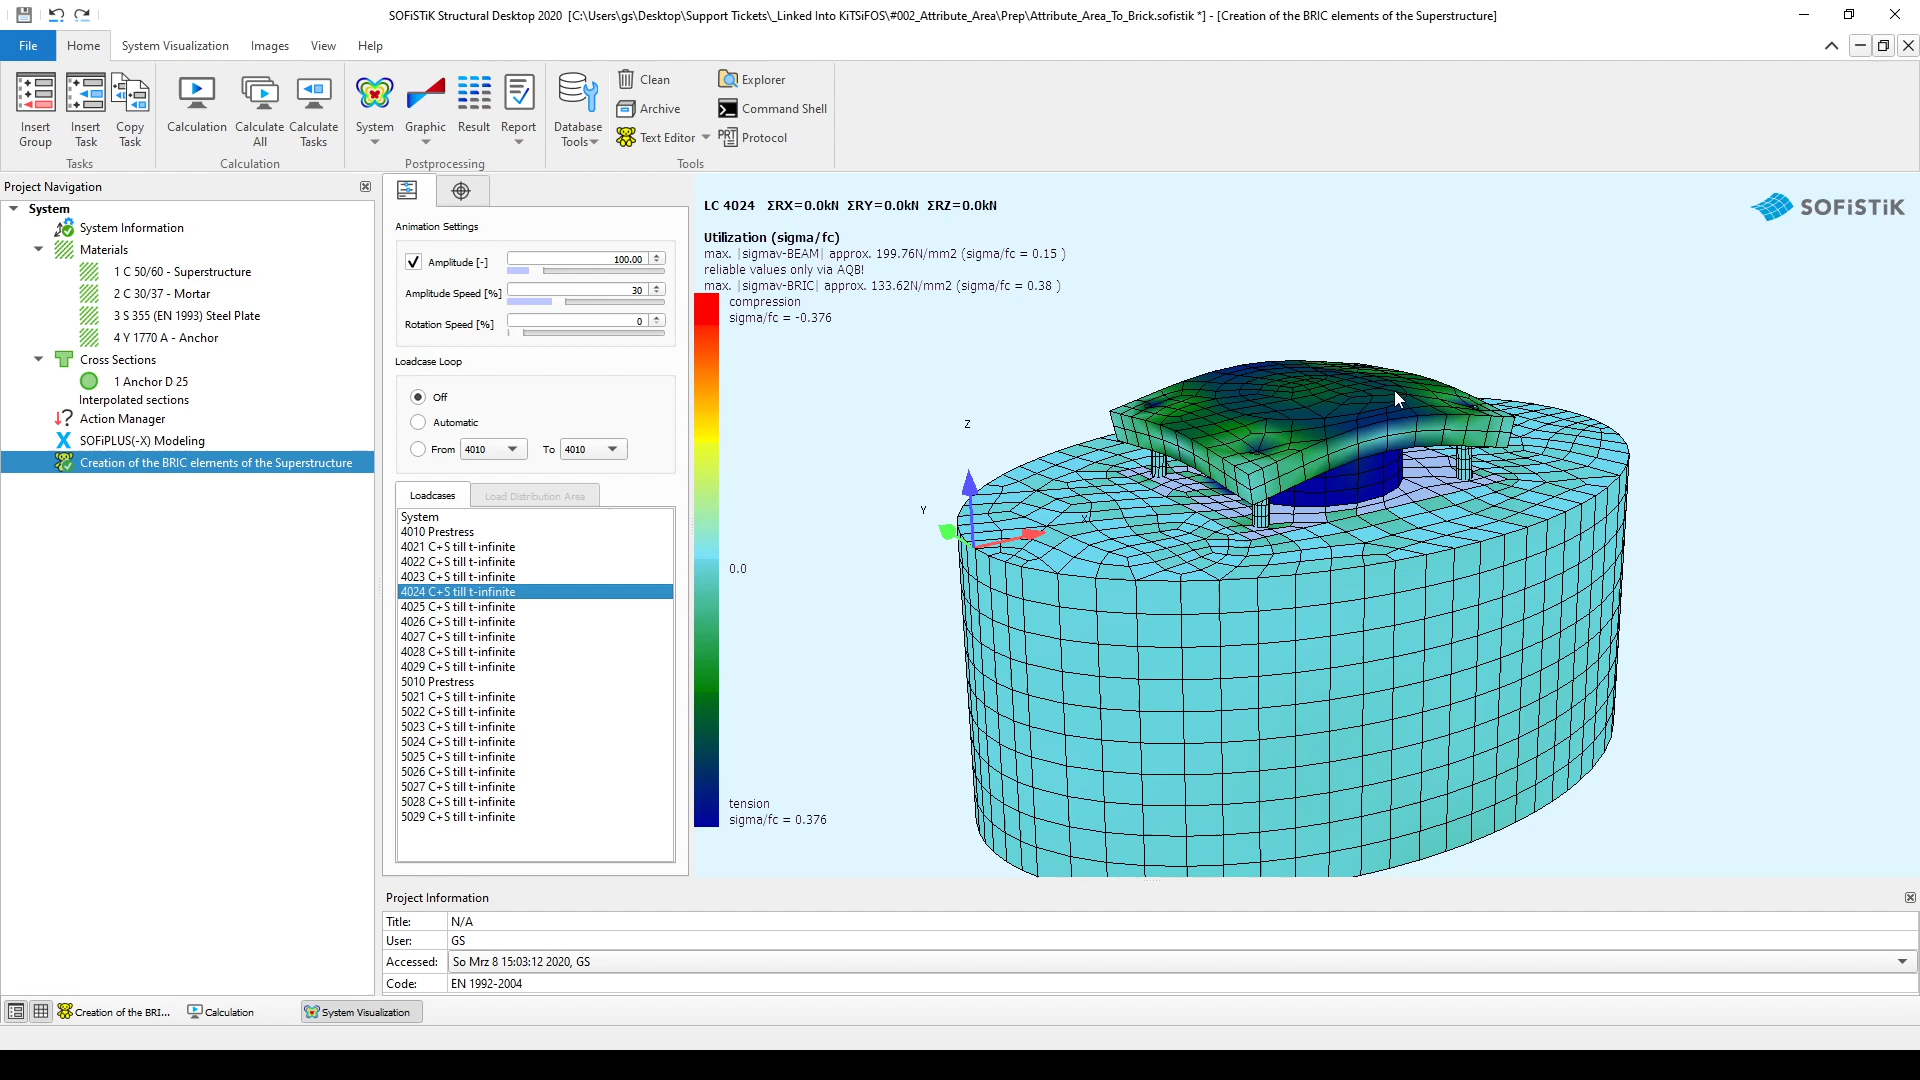 SOFiSTiK Structural Desktop 2020 [C:\Users\gs\Desktop\Support Tickets\_Linked Into KiTSiFOS\#002_Attribute_Area\Prep\Attribute_Area_To_Brick.sofistik *] - [Creation of the BRIC elements of the Superstructure]
File Home System Visualization Images View Help
Insert Group
Insert Task
Copy Task
Tasks
Calculation
Calculate All
Calculate Tasks
Calculation
System
Graphic
Result
Report
Postprocessing
Database Tools
Clean
Archive
Text Editor
Explorer
Command Shell
Protocol
Tools
Project Navigation
System
System Information
Materials
1 C 50/60 - Superstructure
2 C 30/37 - Mortar
3 S 355 (EN 1993) Steel Plate
4 Y 1770 A - Anchor
Cross Sections
1 Anchor D 25
Interpolated sections
Action Manager
SOFiPLUS(-X) Modeling
Creation of the BRIC elements of the Superstructure
Animation Settings
Amplitude [-] 100.00
Amplitude Speed [%] 30
Rotation Speed [%] 0
Loadcase Loop
Off
Automatic
From 4010 To 4010
Loadcases Load Distribution Area
System
4010 Prestress
4021 C+S till t-infinite
4022 C+S till t-infinite
4023 C+S till t-infinite
4024 C+S till t-infinite
4025 C+S till t-infinite
4026 C+S till t-infinite
4027 C+S till t-infinite
4028 C+S till t-infinite
4029 C+S till t-infinite
5010 Prestress
5021 C+S till t-infinite
5022 C+S till t-infinite
5023 C+S till t-infinite
5024 C+S till t-infinite
5025 C+S till t-infinite
5026 C+S till t-infinite
5027 C+S till t-infinite
5028 C+S till t-infinite
5029 C+S till t-infinite
LC 4024 ΣRX=0.0kN ΣRY=0.0kN ΣRZ=0.0kN
Utilization (sigma/fc)
max. |sigmav-BEAM| approx. 199.76N/mm2 (sigma/fc = 0.15 )
reliable values only via AQB!
max. |sigmav-BRIC| approx. 133.62N/mm2 (sigma/fc = 0.38 )
compression
sigma/fc = -0.376
0.0
tension
sigma/fc = 0.376
SOFiSTiK
Z
Y
X
Project Information
Title: N/A
User: GS
Accessed: So Mrz 8 15:03:12 2020, GS
Code: EN 1992-2004
Creation of the BRI...
Calculation
System Visualization